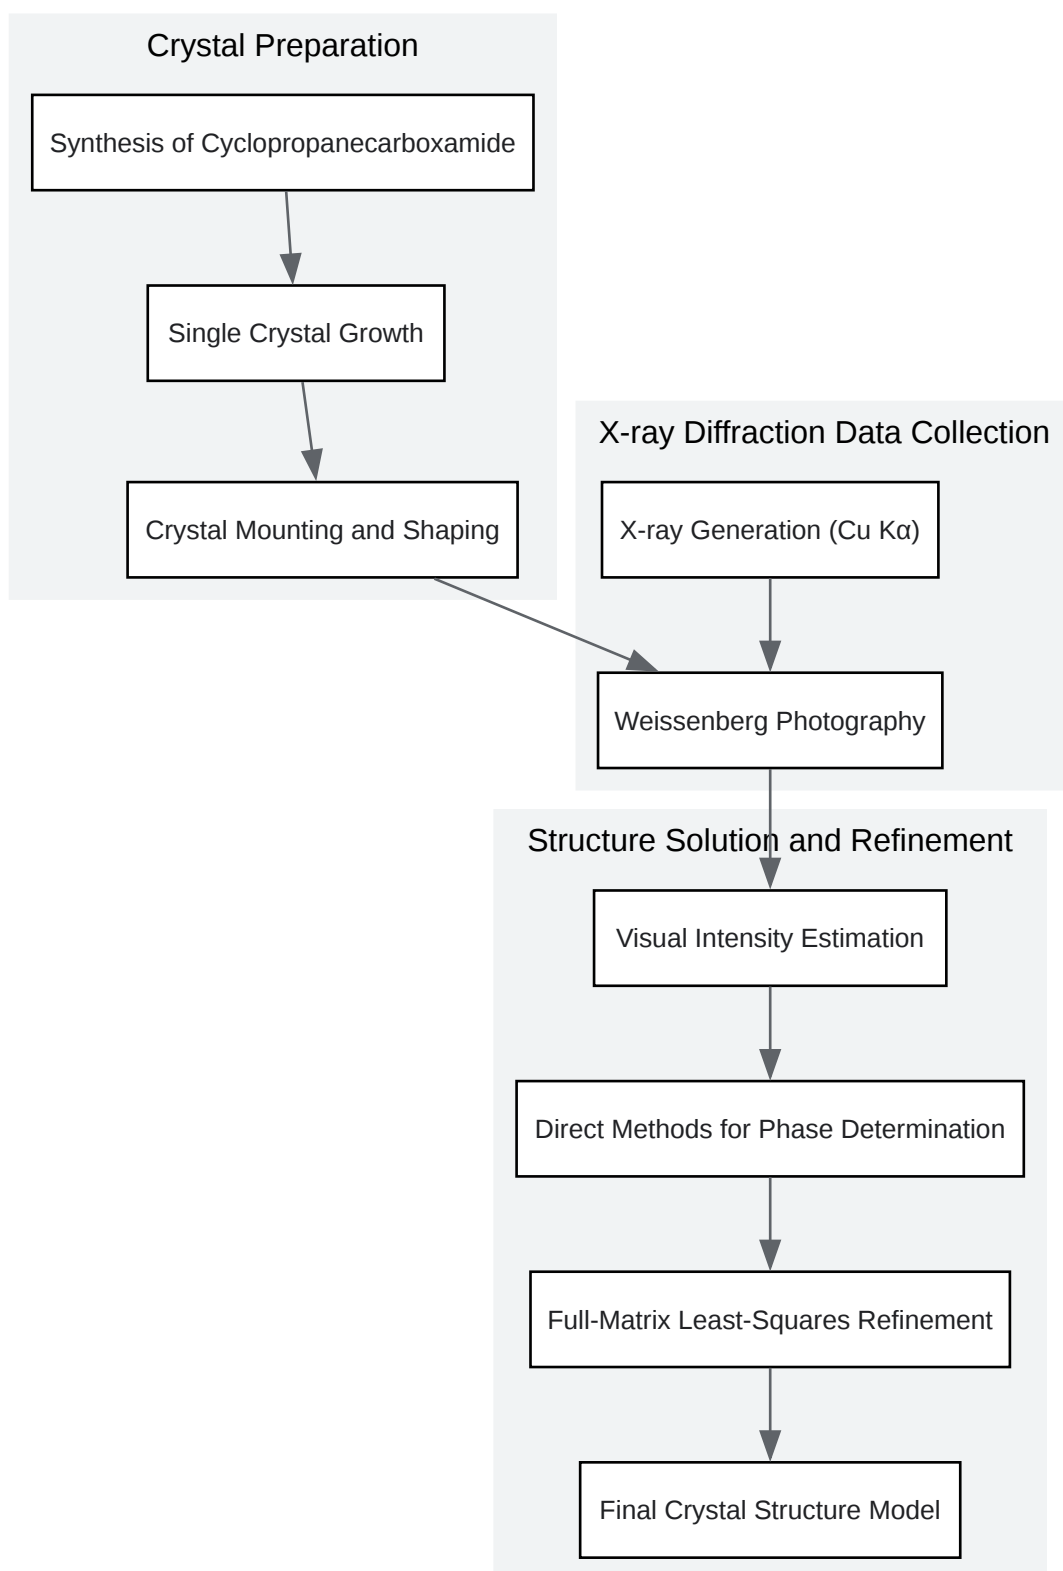 Crystal Preparation
Synthesis of Cyclopropanecarboxamide
Single Crystal Growth
Crystal Mounting and Shaping
X-ray Diffraction Data Collection
X-ray Generation (Cu Kα)
Weissenberg Photography
Structure Solution and Refinement
Visual Intensity Estimation
Direct Methods for Phase Determination
Full-Matrix Least-Squares Refinement
Final Crystal Structure Model